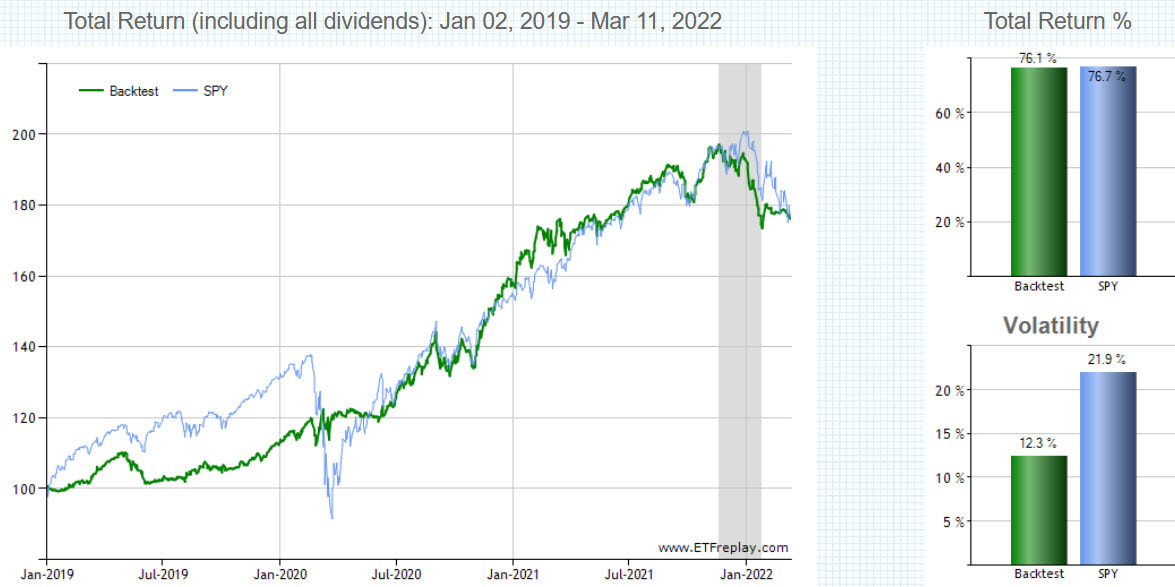 Total Return (including all dividends): Jan 02, 2019 - Mar 11, 2022
Backtest
SPY
200
180
160
140
120
100
www.ETFreplay.com
Jan-2019
Jul-2019
Jan-2020
Jul-2020
Jan-2021
Jul-2021
Jan-2022
Total Return %
76.1 %
76.7 %
60 %
40 %
20 %
Backtest
SPY
Volatility
21.9 %
12.3 %
20 %
15 %
10 %
5 %
Backtest
SPY